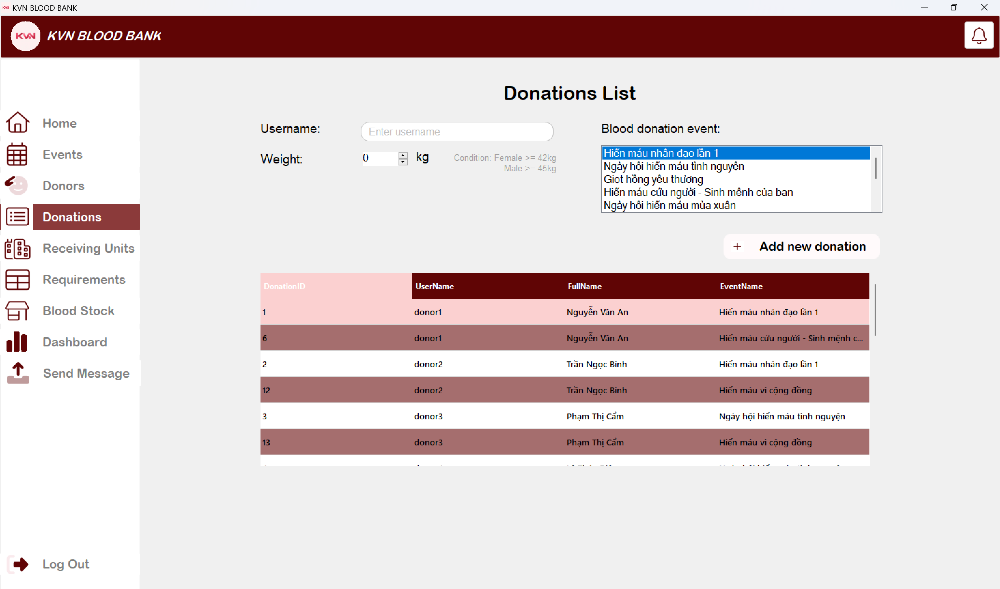 KVN KVN BLOOD BANK
KVN KVN BLOOD BANK
Home
Events
Donors
Donations
Receiving Units
Requirements
Blood Stock
Dashboard
Send Message
Log Out
Donations List
Username: Enter username
Weight: 0 kg Condition: Female >= 42kg
Male >= 45kg
Blood donation event:
Hiến máu nhân đạo lần 1
Ngày hội hiến máu tình nguyện
Giọt hồng yêu thương
Hiến máu cứu người - Sinh mệnh của bạn
Ngày hội hiến máu mùa xuân
+ Add new donation
DonationID UserName FullName EventName
1 donor1 Nguyễn Văn An Hiến máu nhân đạo lần 1
6 donor1 Nguyễn Văn An Hiến máu cứu người - Sinh mệnh c...
2 donor2 Trần Ngọc Bình Hiến máu nhân đạo lần 1
12 donor2 Trần Ngọc Bình Hiến máu vì cộng đồng
3 donor3 Phạm Thị Cẩm Ngày hội hiến máu tình nguyện
13 donor3 Phạm Thị Cẩm Hiến máu vì cộng đồng